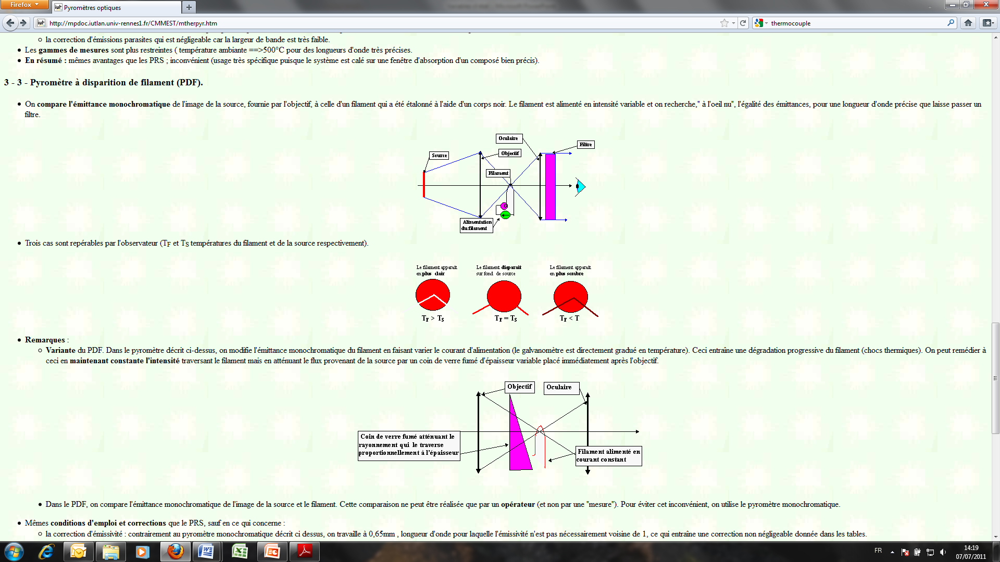 Firefox
Pyromètres optiques
http://mpdoc.iutlan.univ-rennes1.fr/CMMEST/mtherpyr.htm
thermocouple
la correction d'émissions parasites qui est négligeable car la largeur de bande est très faible.
Les gammes de mesures sont plus restreintes ( température ambiante ==>500°C pour des longueurs d'onde très précises.
En résumé : mêmes avantages que les PRS ; inconvénient (usage très spécifique puisque le système est calé sur une fenêtre d'absorption d'un composé bien précis).
3 - 3 - Pyromètre à disparition de filament (PDF).
On compare l'émittance monochromatique de l'image de la source, fournie par l'objectif, à celle d'un filament qui a été étalonné à l'aide d'un corps noir. Le filament est alimenté en intensité variable et on recherche," à l'oeil nu", l'égalité des émittances, pour une longueur d'onde précise que laisse passer un
filtre.
Oculaire
Filtre
Source
Objectif
Filament
Alimentation
du filament
Trois cas sont repérables par l'observateur (TF et TS températures du filament et de la source respectivement).
Le filament apparait
en plus clair
Le filament disparait
sur fond de source
Le filament apparait
en plus sombre
TF > TS
TF = TS
TF < T
Remarques :
Variante du PDF. Dans le pyromètre décrit ci-dessus, on modifie l'émittance monochromatique du filament en faisant varier le courant d'alimentation (le galvanomètre est directement gradué en température). Ceci entraîne une dégradation progressive du filament (chocs thermiques). On peut remédier à
ceci en maintenant constante l'intensité traversant le filament mais en atténuant le flux provenant de la source par un coin de verre fumé d'épaisseur variable placé immédiatement après l'objectif.
Objectif
Oculaire
Coin de verre fumé atténuant le
rayonnement qui le traverse
proportionnellement à l'épaisseur
Filament alimenté en
courant constant
Dans le PDF, on compare l'émittance monochromatique de l'image de la source et le filament. Cette comparaison ne peut être réalisée que par un opérateur (et non par une "mesure"). Pour éviter cet inconvénient, on utilise le pyromètre monochromatique.
Mêmes conditions d'emploi et corrections que le PRS, sauf en ce qui concerne :
la correction d'émissivité : contrairement au pyromètre monochromatique décrit ci dessus, on travaille à 0,65mm , longueur d'onde pour laquelle l'émissivité n'est pas nécessairement voisine de 1, ce qui entraîne une correction non négligeable donnée dans les tables.
FR
14:19
07/07/2011